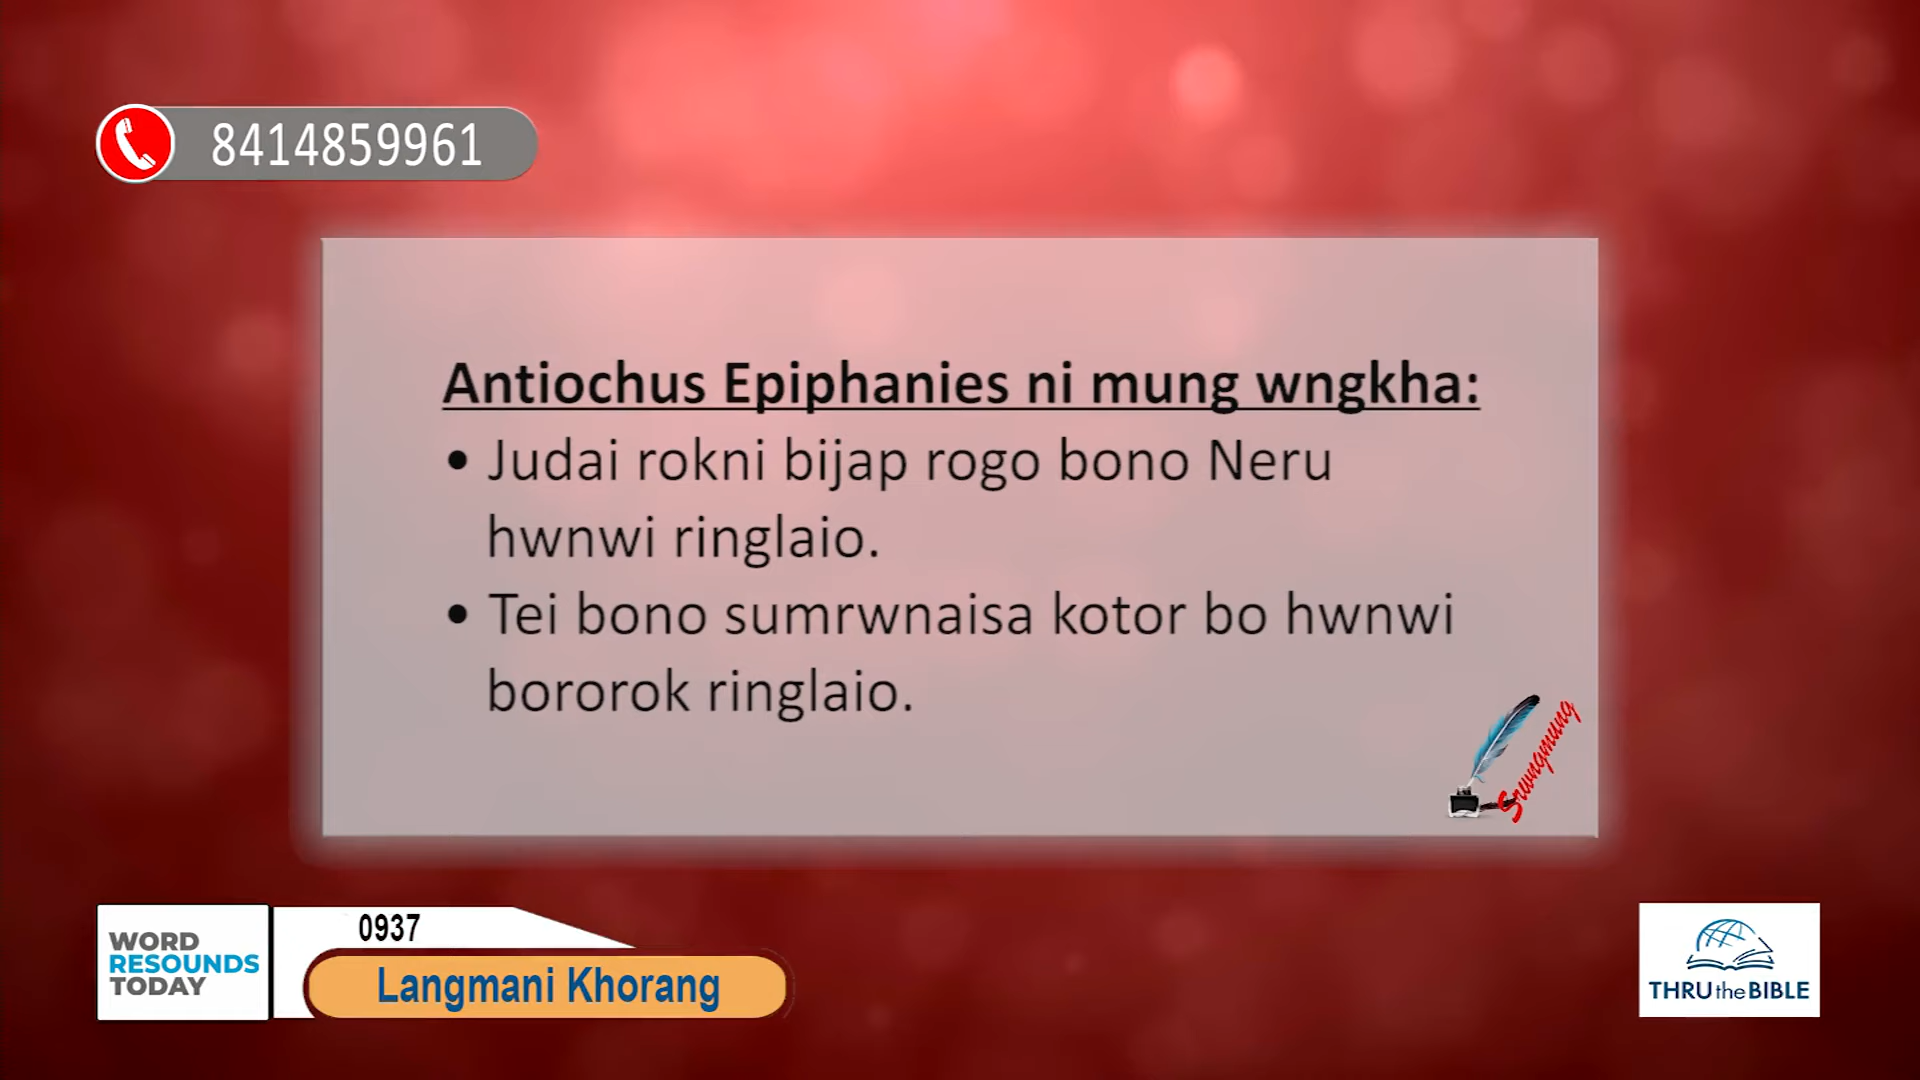 8414859961
Antiochus Epiphanies ni mung wngkha:
• Judai rokni bijap rogo bono Neru
hwnwi ringlaio.
• Tei bono sumrwnaisa kotor bo hwnwi
bororok ringlaio.
Srwngmung
0937
WORD
RESOUNDS
TODAY
Langmani Khorang
THRU the BIBLE